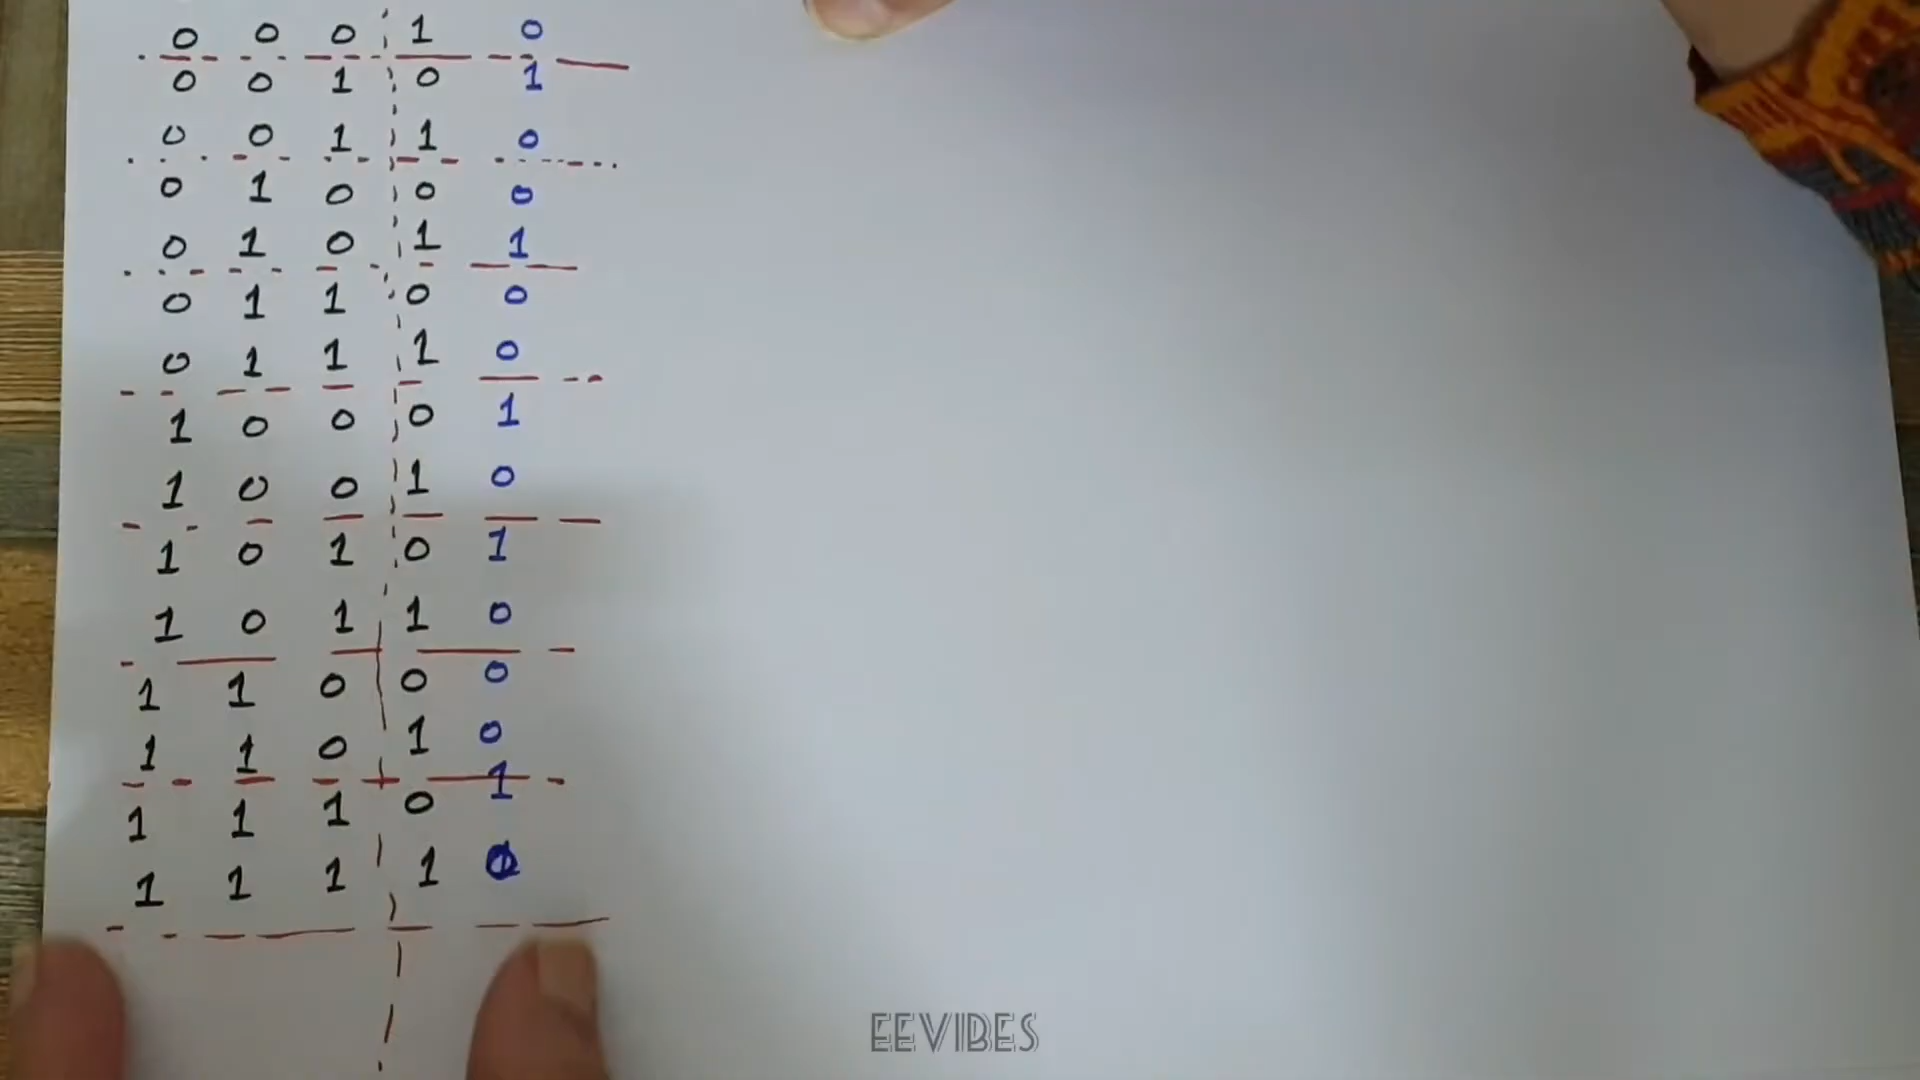 0 0 0 1 0
0 0 1 0 1
0 0 1 1 0
0 1 0 0 0
0 1 0 1 1
0 1 1 0 0
0 1 1 1 0
1 0 0 0 1
1 0 0 1 0
1 0 1 0 1
1 0 1 1 0
1 1 0 0 0
1 1 0 1 0
1 1 1 0 1
1 1 1 1
EEVIBES